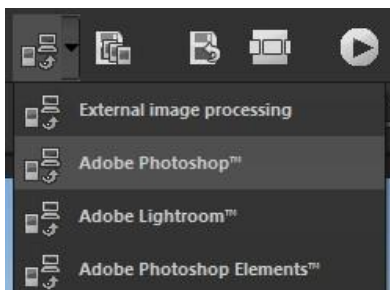 External image processing
Adobe Photoshop™
Adobe Lightroom™
Adobe Photoshop Elements™